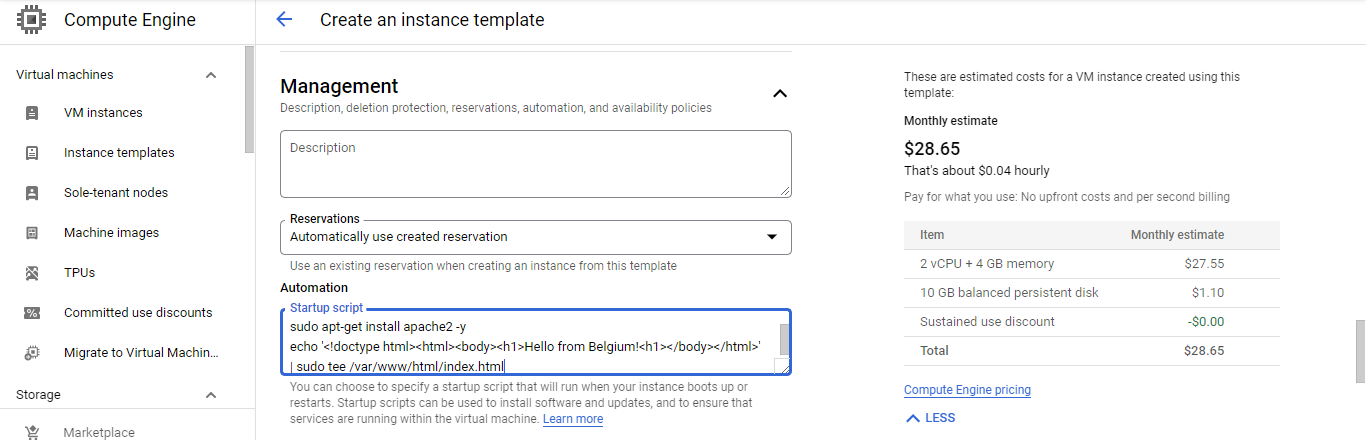 Compute Engine
Create an instance template
Virtual machines
VM instances
Instance templates
Sole-tenant nodes
Machine images
TPUs
Committed use discounts
Migrate to Virtual Machin...
Storage
Marketplace
Management
Description, deletion protection, reservations, automation, and availability policies
Description
Reservations
Automatically use created reservation
Use an existing reservation when creating an instance from this template
Automation
Startup script
sudo apt-get install apache2 -y
echo '<!doctype html><html><body><h1>Hello from Belgium!<h1></body></html>'
| sudo tee /var/www/html/index.html
You can choose to specify a startup script that will run when your instance boots up or
restarts. Startup scripts can be used to install software and updates, and to ensure that
services are running within the virtual machine. Learn more
These are estimated costs for a VM instance created using this
template:
Monthly estimate
$28.65
That's about $0.04 hourly
Pay for what you use: No upfront costs and per second billing
Item Monthly estimate
2 vCPU + 4 GB memory $27.55
10 GB balanced persistent disk $1.10
Sustained use discount -$0.00
Total $28.65
Compute Engine pricing
LESS